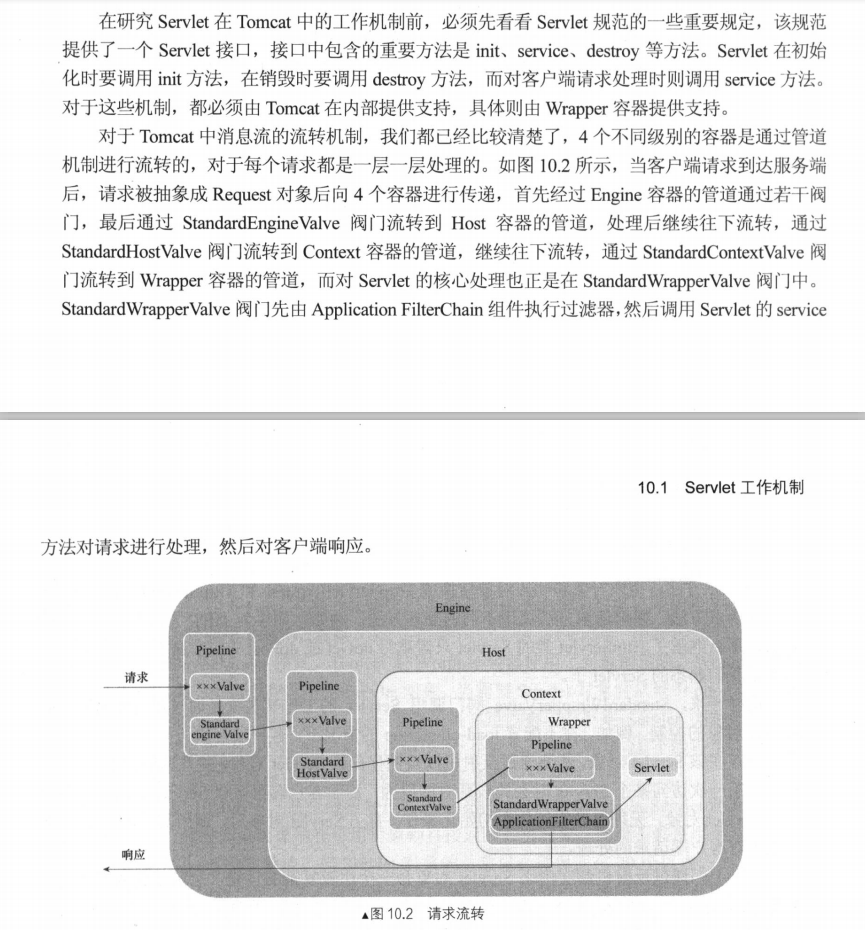 在研究 Servlet 在 Tomcat 中的工作机制前，必须先看看 Servlet 规范的一些重要规定，该规范
提供了一个 Servlet 接口，接口中包含的重要方法是 init、service、destroy 等方法。Servlet 在初始
化时要调用 init 方法，在销毁时要调用 destroy 方法，而对客户端请求处理时则调用 service 方法。
对于这些机制，都必须由 Tomcat 在内部提供支持，具体则由 Wrapper 容器提供支持。
对于 Tomcat 中消息流的流转机制，我们都已经比较清楚了，4 个不同级别的容器是通过管道
机制进行流转的，对于每个请求都是一层一层处理的。如图 10.2 所示，当客户端请求到达服务端
后，请求被抽象成 Request 对象后向 4 个容器进行传递，首先经过 Engine 容器的管道通过若干阀
门，最后通过 StandardEngineValve 阀门流转到 Host 容器的管道，处理后继续往下流转，通过
StandardHostValve 阀门流转到 Context 容器的管道，继续往下流转，通过 StandardContextValve 阀
门流转到 Wrapper 容器的管道，而对 Servlet 的核心处理也正是在 StandardWrapperValve 阀门中。
StandardWrapperValve 阀门先由 Application FilterChain 组件执行过滤器，然后调用 Servlet 的 service
10.1 Servlet 工作机制
方法对请求进行处理，然后对客户端响应。
Engine
Pipeline
Host
请求
×××Valve
Pipeline
Context
Standard
engine Valve
×××Valve
Pipeline
Wrapper
Standard
HostValve
×××Valve
Pipeline
×××Valve
Servlet
Standard
ContextValve
StandardWrapperValve
ApplicationFilterChain
响应
▲图 10.2 请求流转